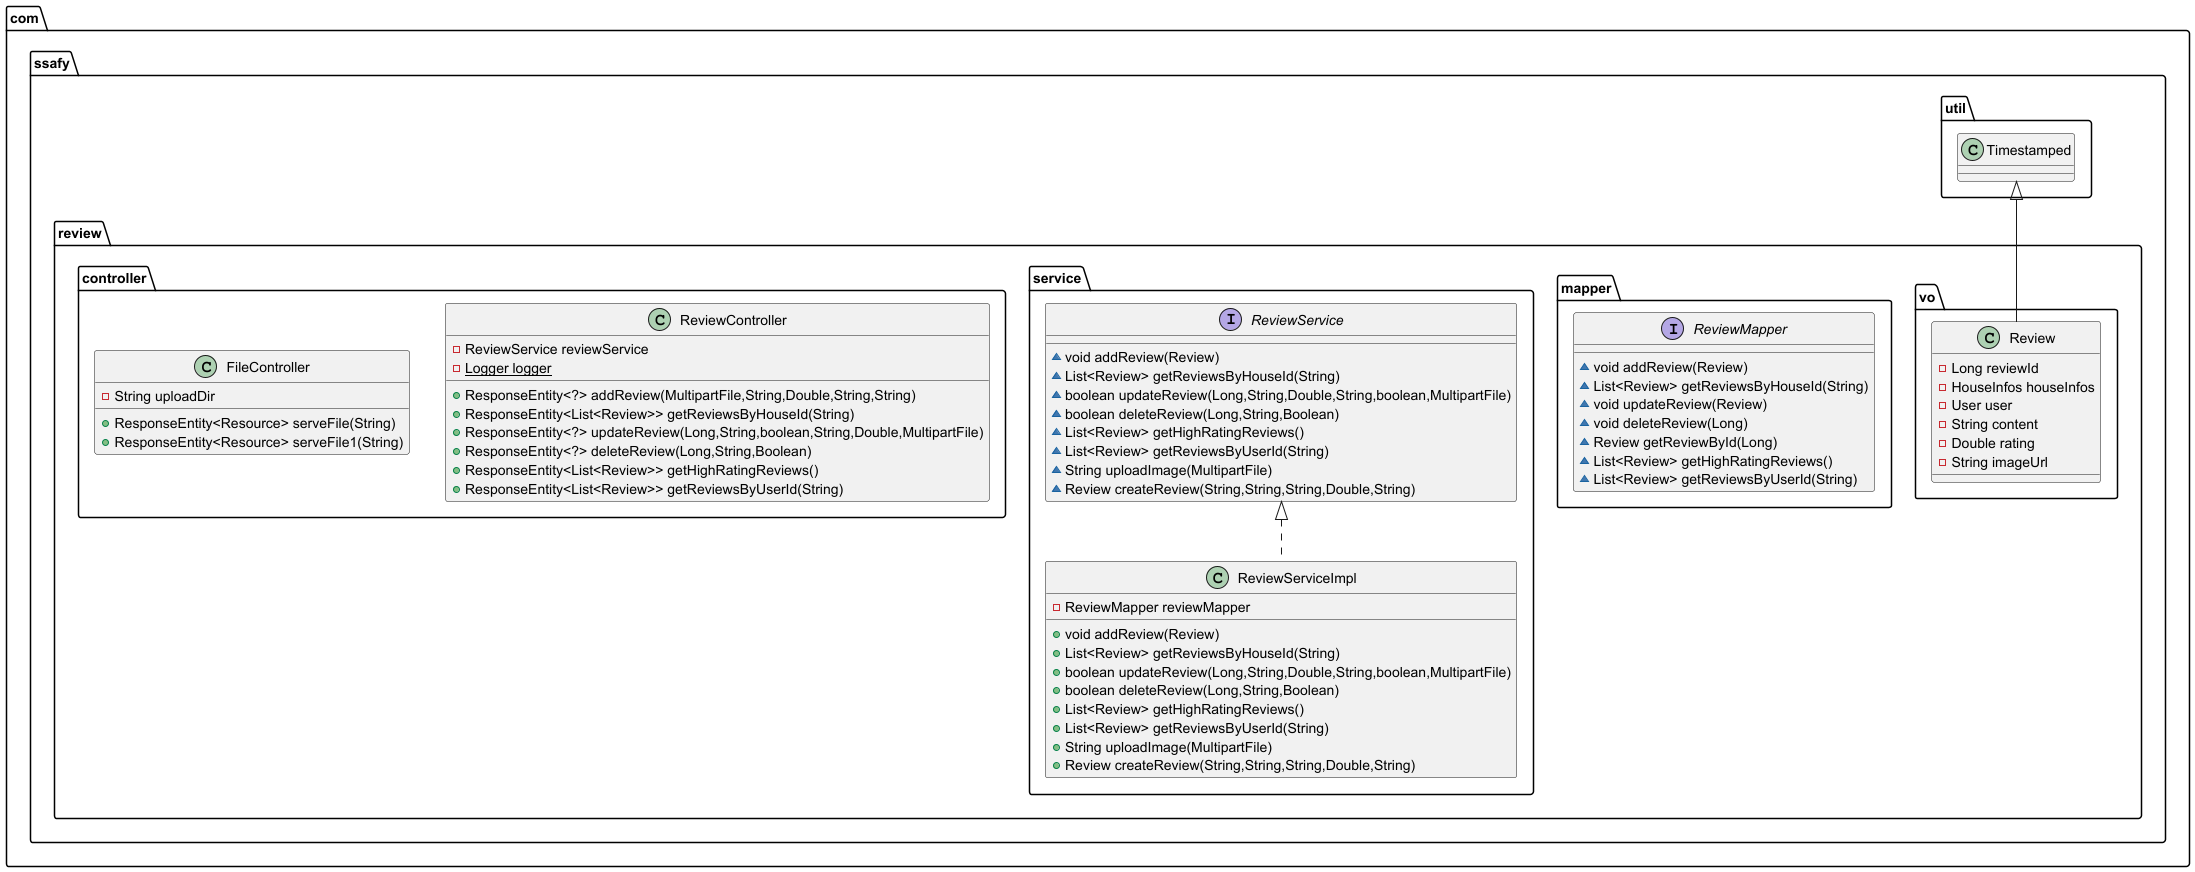 com
ssafy
util
C Timestamped
review
controller
C FileController
String uploadDir
ResponseEntity<Resource> serveFile(String)
ResponseEntity<Resource> serveFile1(String)
C ReviewController
ReviewService reviewService
Logger logger
ResponseEntity<?> addReview(MultipartFile,String,Double,String,String)
ResponseEntity<List<Review>> getReviewsByHouseId(String)
ResponseEntity<?> updateReview(Long,String,boolean,String,Double,MultipartFile)
ResponseEntity<?> deleteReview(Long,String,Boolean)
ResponseEntity<List<Review>> getHighRatingReviews()
ResponseEntity<List<Review>> getReviewsByUserId(String)
service
I ReviewService
void addReview(Review)
List<Review> getReviewsByHouseId(String)
boolean updateReview(Long,String,Double,String,boolean,MultipartFile)
boolean deleteReview(Long,String,Boolean)
List<Review> getHighRatingReviews()
List<Review> getReviewsByUserId(String)
String uploadImage(MultipartFile)
Review createReview(String,String,String,Double,String)
C ReviewServiceImpl
ReviewMapper reviewMapper
void addReview(Review)
List<Review> getReviewsByHouseId(String)
boolean updateReview(Long,String,Double,String,boolean,MultipartFile)
boolean deleteReview(Long,String,Boolean)
List<Review> getHighRatingReviews()
List<Review> getReviewsByUserId(String)
String uploadImage(MultipartFile)
Review createReview(String,String,String,Double,String)
mapper
I ReviewMapper
void addReview(Review)
List<Review> getReviewsByHouseId(String)
void updateReview(Review)
void deleteReview(Long)
Review getReviewById(Long)
List<Review> getHighRatingReviews()
List<Review> getReviewsByUserId(String)
vo
C Review
Long reviewId
HouseInfos houseInfos
User user
String content
Double rating
String imageUrl